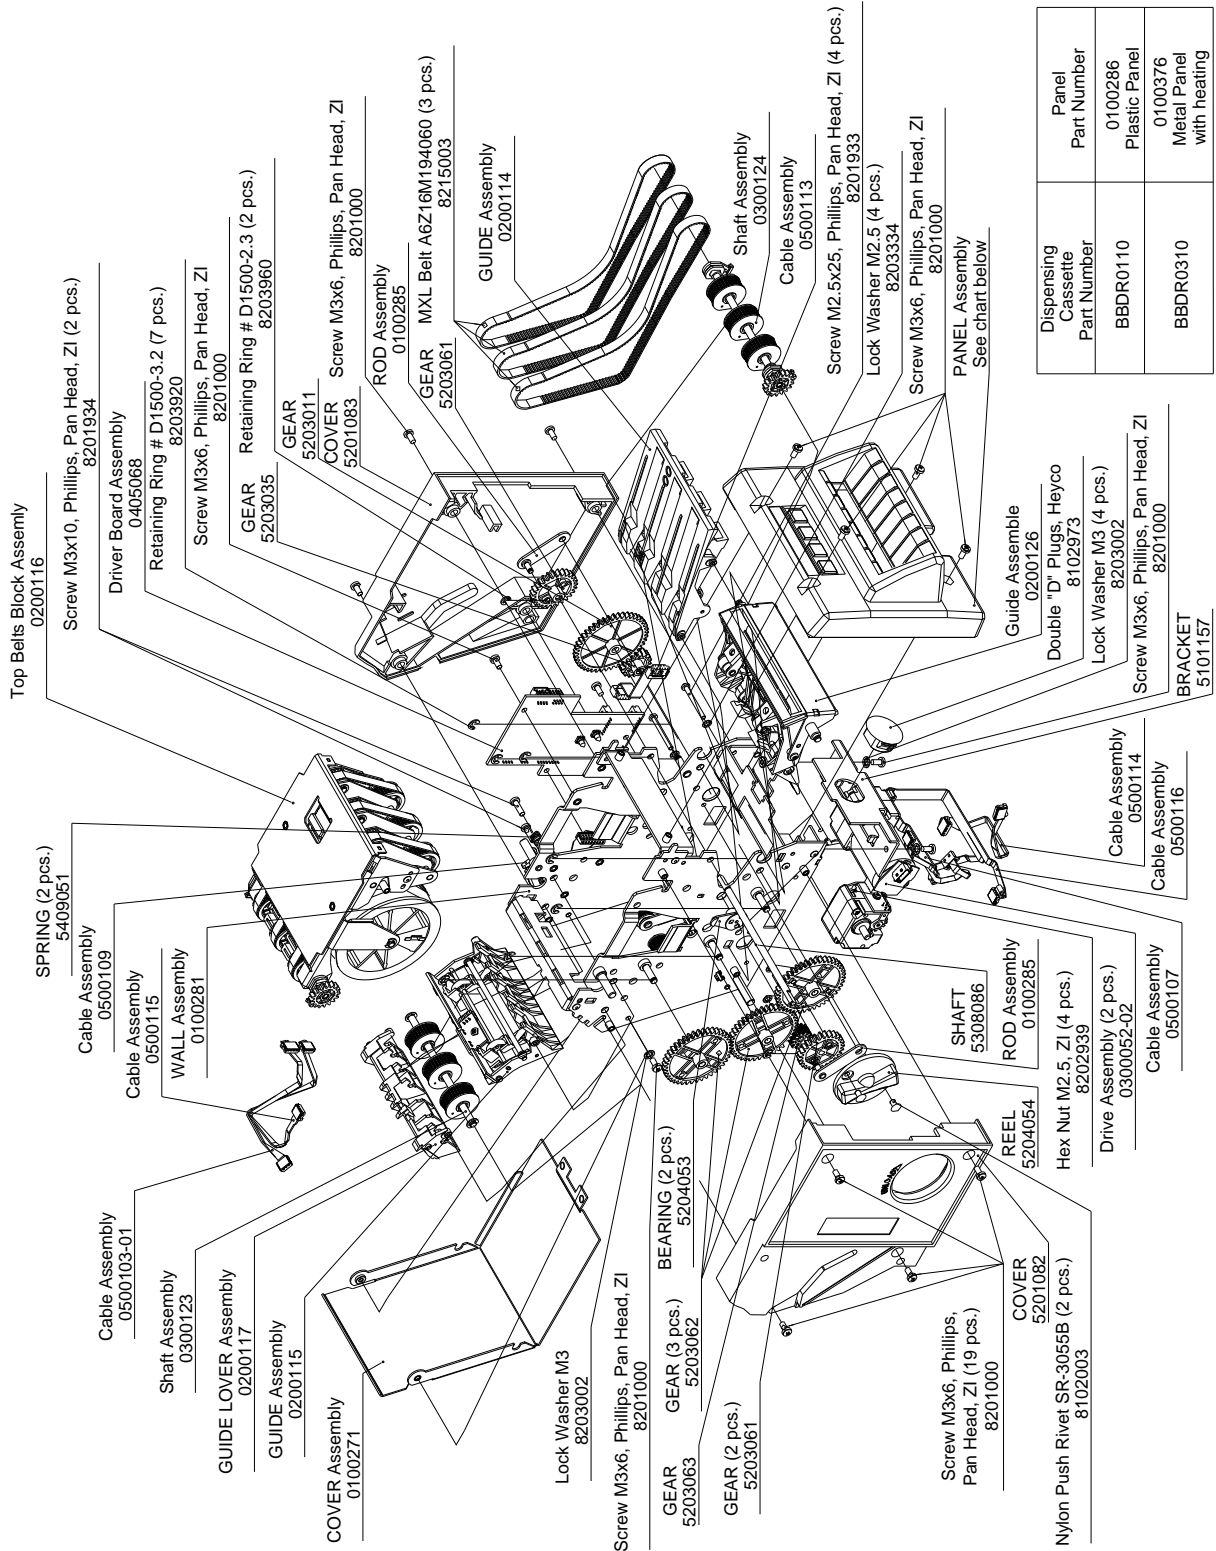 Top Belts Block Assemly
0200116
Screw M3x10, Phillips, Pan Head, ZI (2 pcs.)
8201934
Driver Board Assembly
0405068
Retaining Ring # D1500-3.2 (7 pcs.)
8203920
Screw M3x6, Phillips, Pan Head, ZI
8201000
GEAR
5203035
Retaining Ring # D1500-2.3 (2 pcs.)
8203960
GEAR
5203011
COVER
5201083
Screw M3x6, Phillips, Pan Head, ZI
8201000
ROD Assembly
0100285
GEAR
5203061
MXL Belt A6Z16M194060 (3 pcs.)
8215003
GUIDE Assembly
0200114
Shaft Assembly
0300124
Cable Assembly
0500113
Screw M2.5x25, Phillips, Pan Head, ZI (4 pcs.)
8201933
Lock Washer M2.5 (4 pcs.)
8203334
Screw M3x6, Phillips, Pan Head, ZI
8201000
PANEL Assembly
See chart below
Dispensing
Cassette
Part Number
Panel
Part Number
BBDR0110
0100286
Plastic Panel
BBDR0310
0100376
Metal Panel
with heating
SPRING (2 pcs.)
5409051
Cable Assembly
0500109
Cable Assembly
0500115
WALL Assembly
0100281
Cable Assembly
0500103-01
Shaft Assembly
0300123
GUIDE LOVER Assembly
0200117
GUIDE Assembly
0200115
COVER Assembly
0100271
Lock Washer M3
8203002
Screw M3x6, Phillips, Pan Head, ZI
8201000
BEARING (2 pcs.)
5204053
GEAR (3 pcs.)
5203062
GEAR
5203063
GEAR (2 pcs.)
5203061
Screw M3x6, Phillips,
Pan Head, ZI (19 pcs.)
8201000
COVER
5201082
Nylon Push Rivet SR-3055B (2 pcs.)
8102003
SHAFT
5308086
ROD Assembly
0100285
REEL
5204054
Hex Nut M2.5, ZI (4 pcs.)
8202939
Drive Assembly (2 pcs.)
0300052-02
Cable Assembly
0500107
Guide Assemble
0200126
Double "D" Plugs, Heyco
8102973
Lock Washer M3 (4 pcs.)
8203002
Screw M3x6, Phillips, Pan Head, ZI
8201000
BRACKET
5101157
Cable Assembly
0500114
Cable Assembly
0500116